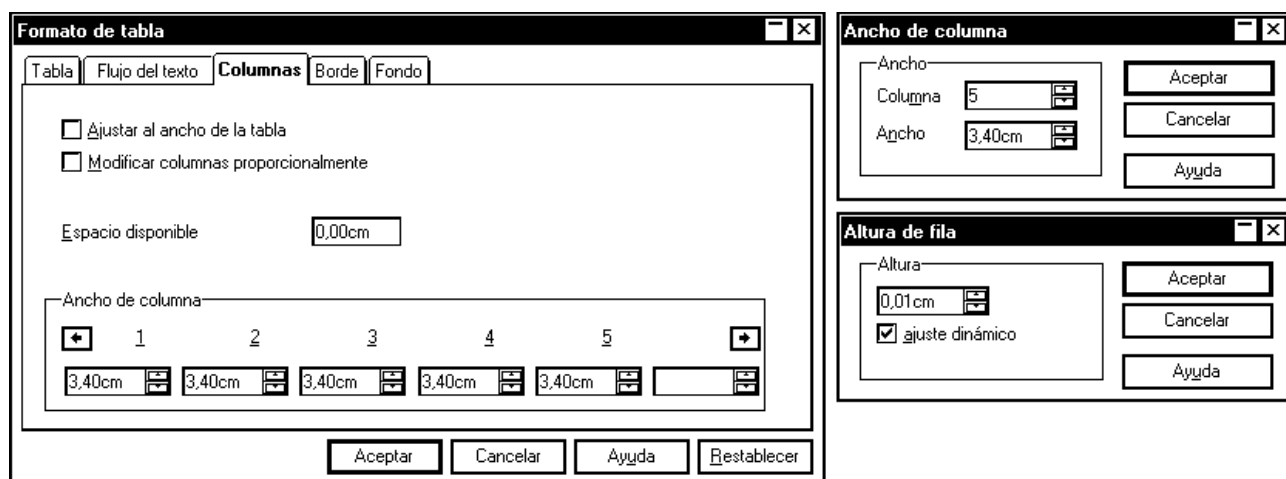 Formato de tabla
Tabla Flujo del texto Columnas Borde Fondo
Ajustar al ancho de la tabla
Modificar columnas proporcionalmente
Espacio disponible 0,00cm
Ancho de columna
1 2 3 4 5
3,40cm 3,40cm 3,40cm 3,40cm 3,40cm
Aceptar Cancelar Ayuda Restablecer
Ancho de columna
Ancho
Columna 5
Ancho 3,40cm
Aceptar
Cancelar
Ayuda
Altura de fila
Altura
0,01cm
ajuste dinámico
Aceptar
Cancelar
Ayuda